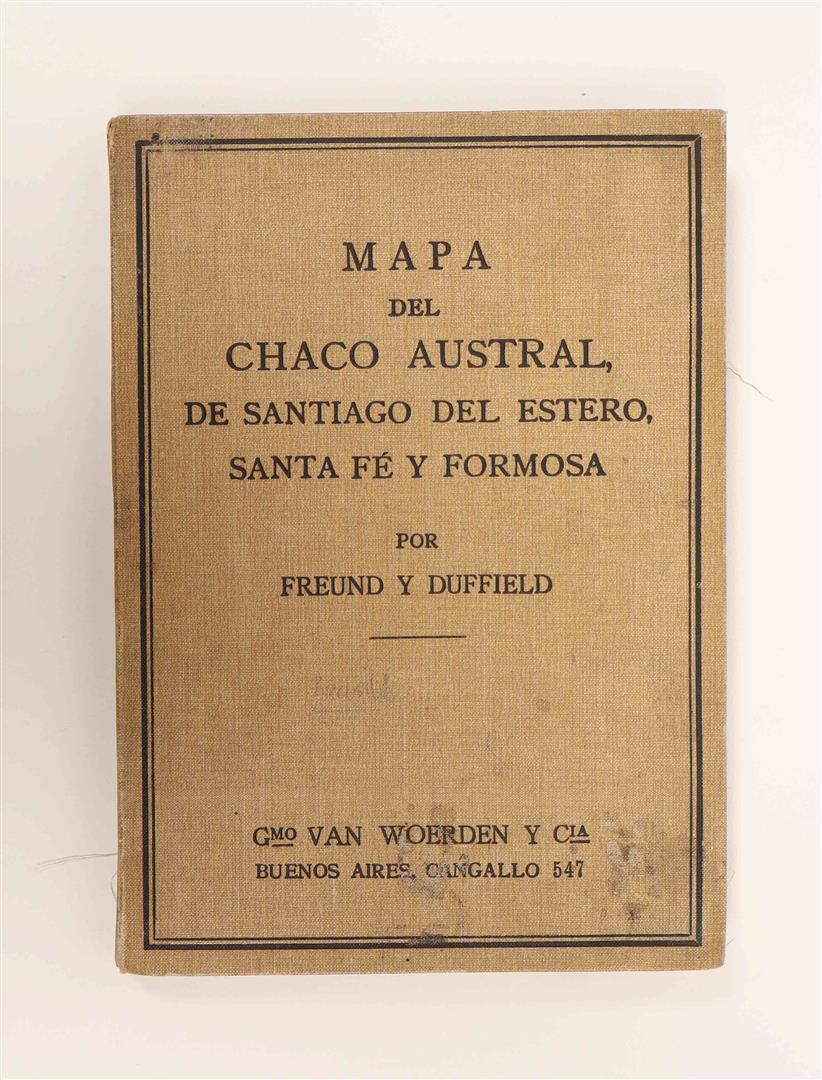 MAPA
DEL
CHACO AUSTRAL,
DE SANTIAGO DEL ESTERO,
SANTA FÉ Y FORMOSA
POR
FREUND Y DUFFIELD
GMO VAN WOERDEN Y CIA
BUENOS AIRES, CANGALLO 547